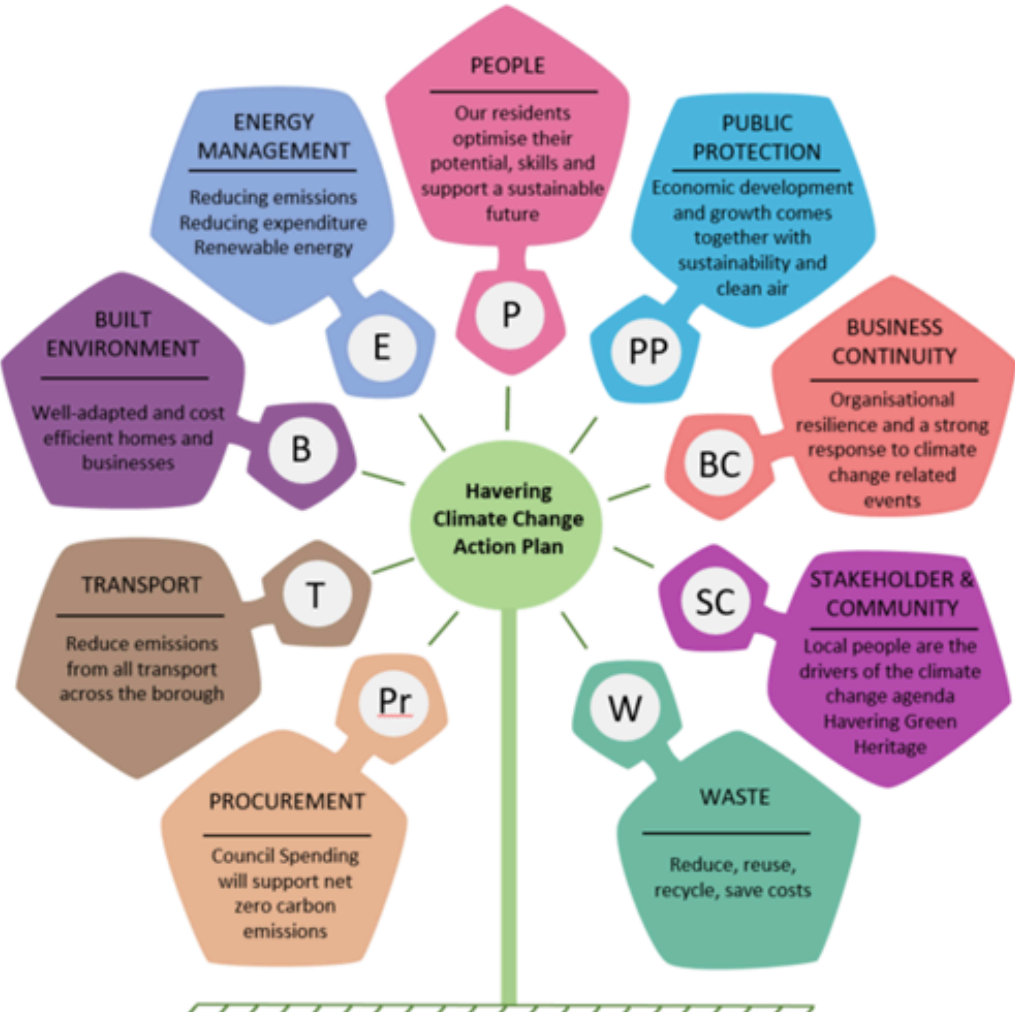 PEOPLE
Our residents
optimise their
potential, skills and
support a sustainable
future
P
PUBLIC
PROTECTION
Economic development
and growth comes
together with
sustainability and
clean air
PP
BUSINESS
CONTINUITY
Organisational
resilience and a strong
response to climate
change related
events
BC
STAKEHOLDER &
COMMUNITY
Local people are the
drivers of the climate
change agenda
Havering Green
Heritage
SC
WASTE
Reduce, reuse,
recycle, save costs
W
PROCUREMENT
Council Spending
will support net
zero carbon
emissions
Pr
TRANSPORT
Reduce emissions
from all transport
across the borough
T
BUILT
ENVIRONMENT
Well-adapted and cost
efficient homes and
businesses
B
ENERGY
MANAGEMENT
Reducing emissions
Reducing expenditure
Renewable energy
E
Havering
Climate Change
Action Plan